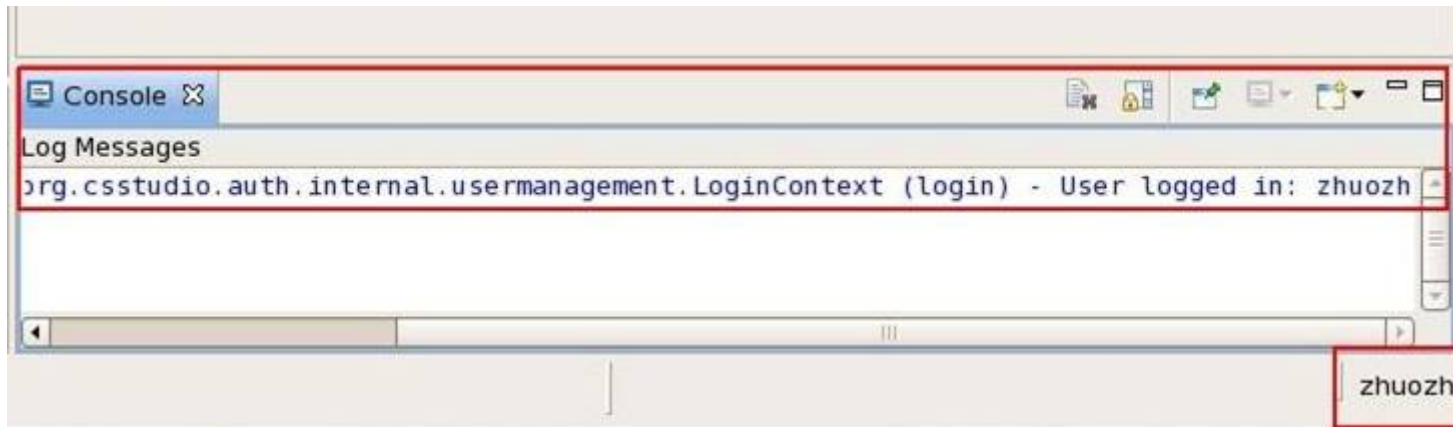 Console
Log Messages
org.csstudio.auth.internal.usermanagement.LoginContext (login) - User logged in: zhuozh
zhuozh